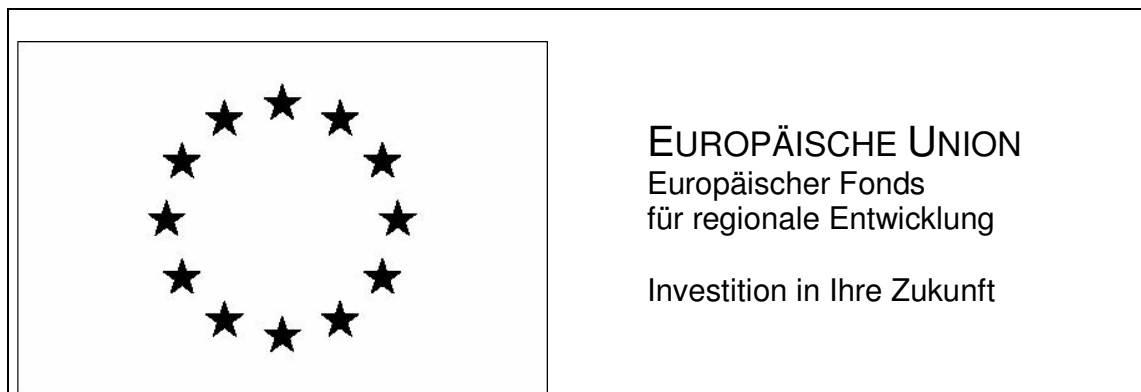 EUROPÄISCHE UNION
Europäischer Fonds
für regionale Entwicklung
Investition in Ihre Zukunft